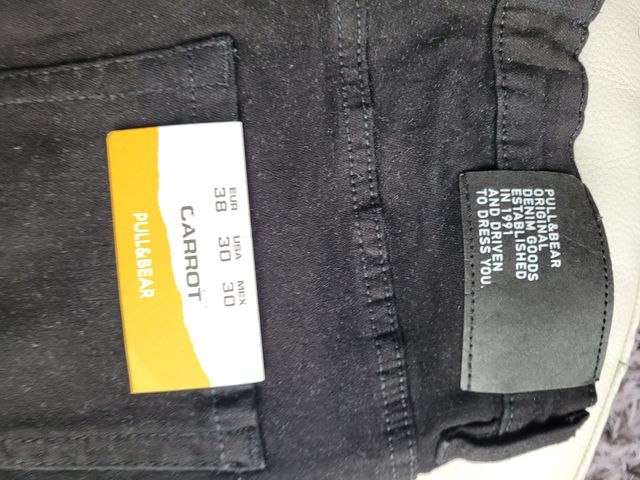 PULL&BEAR
ORIGINAL
DENIM GOODS
ESTABLISHED
IN 1991
AND DRIVEN
TO DRESS YOU.
EUR USA MEX
38 30 30
CARROT
PULL&BEAR